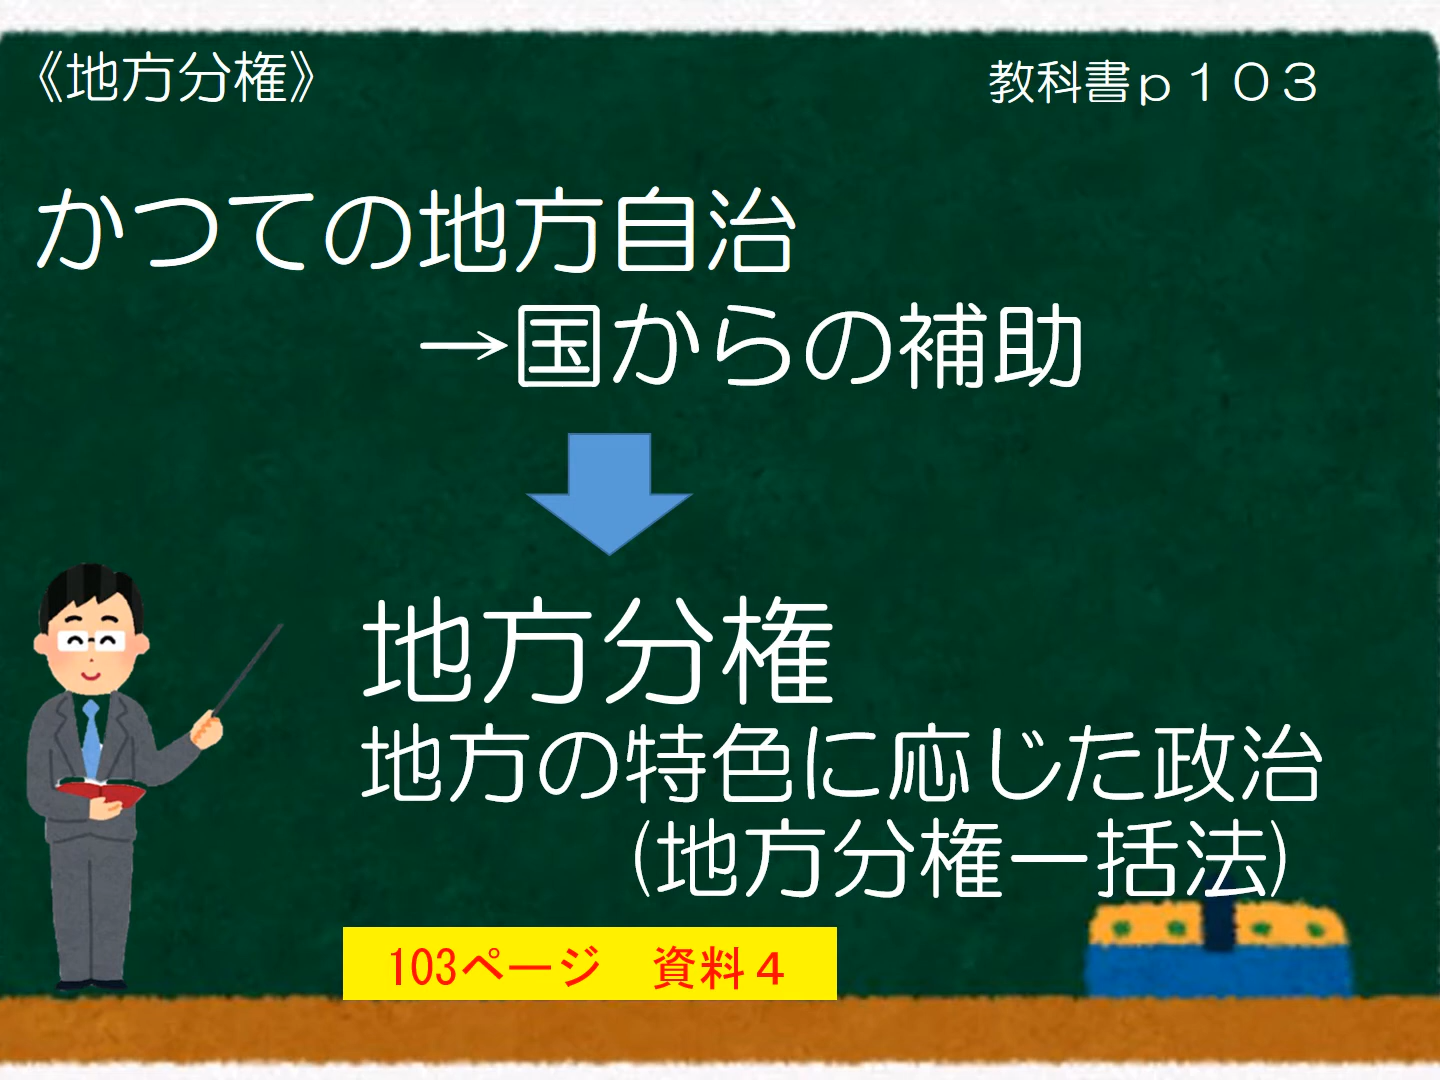 《地方分権》
教科書ｐ１０３
かつての地方自治
→国からの補助
地方分権
地方の特色に応じた政治
(地方分権一括法)
103ページ　資料４